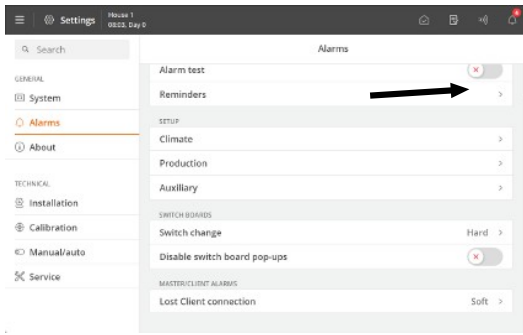 Settings
House 1
08:03, Day 0
Search
Alarms
GENERAL
System
Alarms
About
TECHNICAL
Installation
Calibration
Manual/auto
Service
Alarm test
Reminders
SETUP
Climate
Production
Auxiliary
SWITCH BOARDS
Switch change Hard
Disable switch board pop-ups
MASTER/CLIENT ALARMS
Lost Client connection Soft